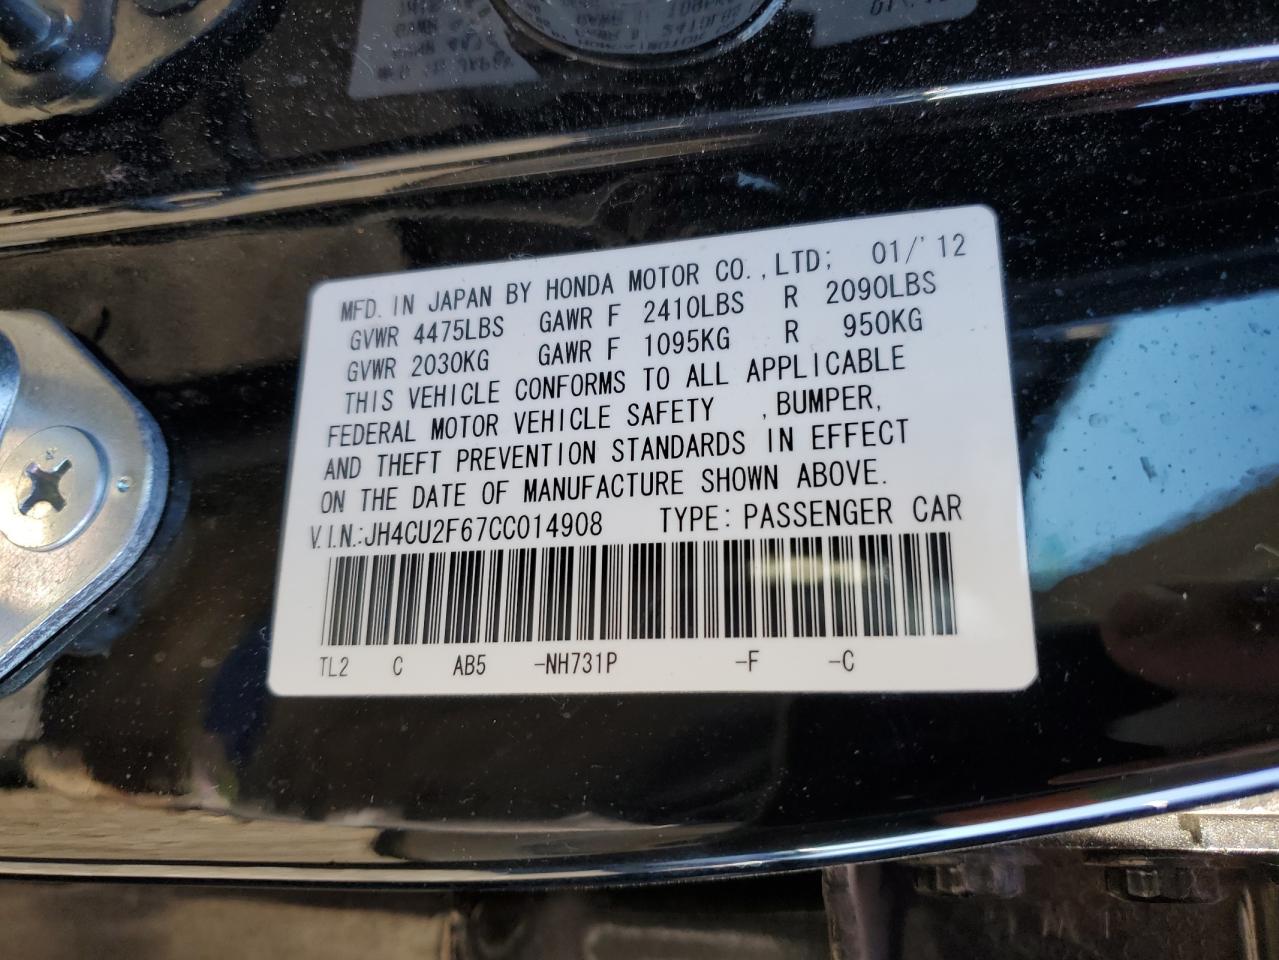 MFD. IN JAPAN BY HONDA MOTOR CO.,LTD; 01/'12
GVWR 4475LBS GAWR F 2410LBS R 2090LBS
GVWR 2030KG GAWR F 1095KG R 950KG
THIS VEHICLE CONFORMS TO ALL APPLICABLE
FEDERAL MOTOR VEHICLE SAFETY , BUMPER,
AND THEFT PREVENTION STANDARDS IN EFFECT
ON THE DATE OF MANUFACTURE SHOWN ABOVE.
V.I.N.:JH4CU2F67CC014908 TYPE: PASSENGER CAR
TL2 C AB5 -NH731P -F -C